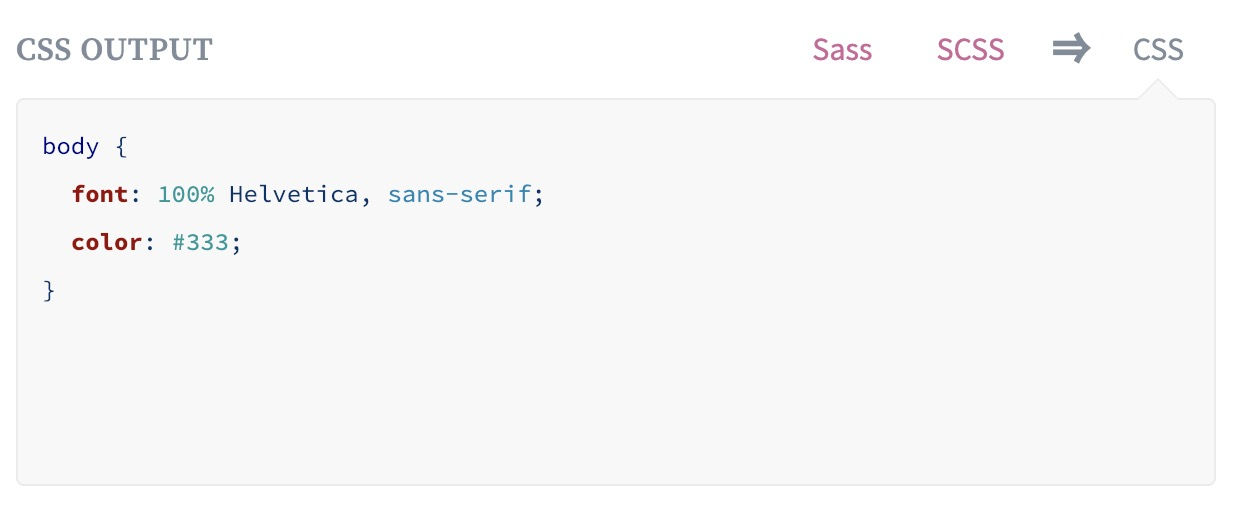 CSS OUTPUT Sass SCSS ⇒ CSS
body {
  font: 100% Helvetica, sans-serif;
  color: #333;
}